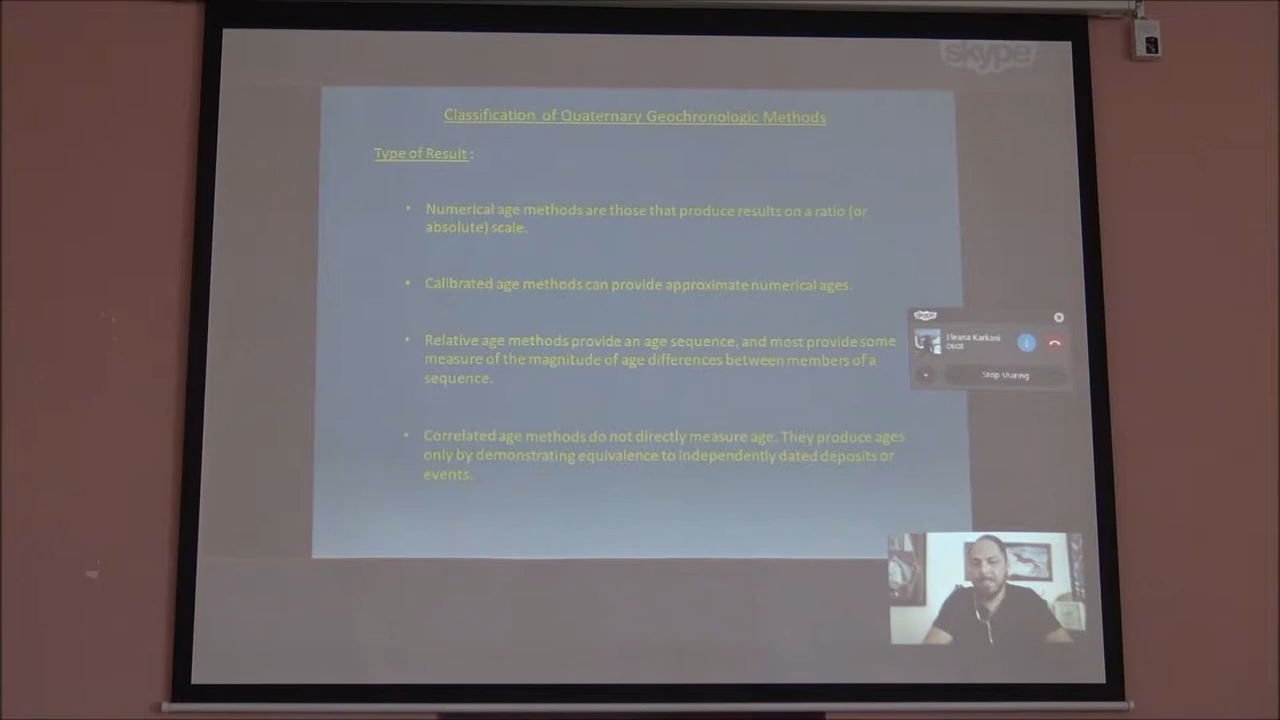 skype
Classification of Quaternary Geochronologic Methods
Type of Result :
• Numerical age methods are those that produce results on a ratio (or
absolute) scale.
• Calibrated age methods can provide approximate numerical ages.
• Relative age methods provide an age sequence, and most provide some
measure of the magnitude of age differences between members of a
sequence.
• Correlated age methods do not directly measure age. They produce ages
only by demonstrating equivalence to independently dated deposits or
events.
skype
Eleana Karkani
Stop sharing